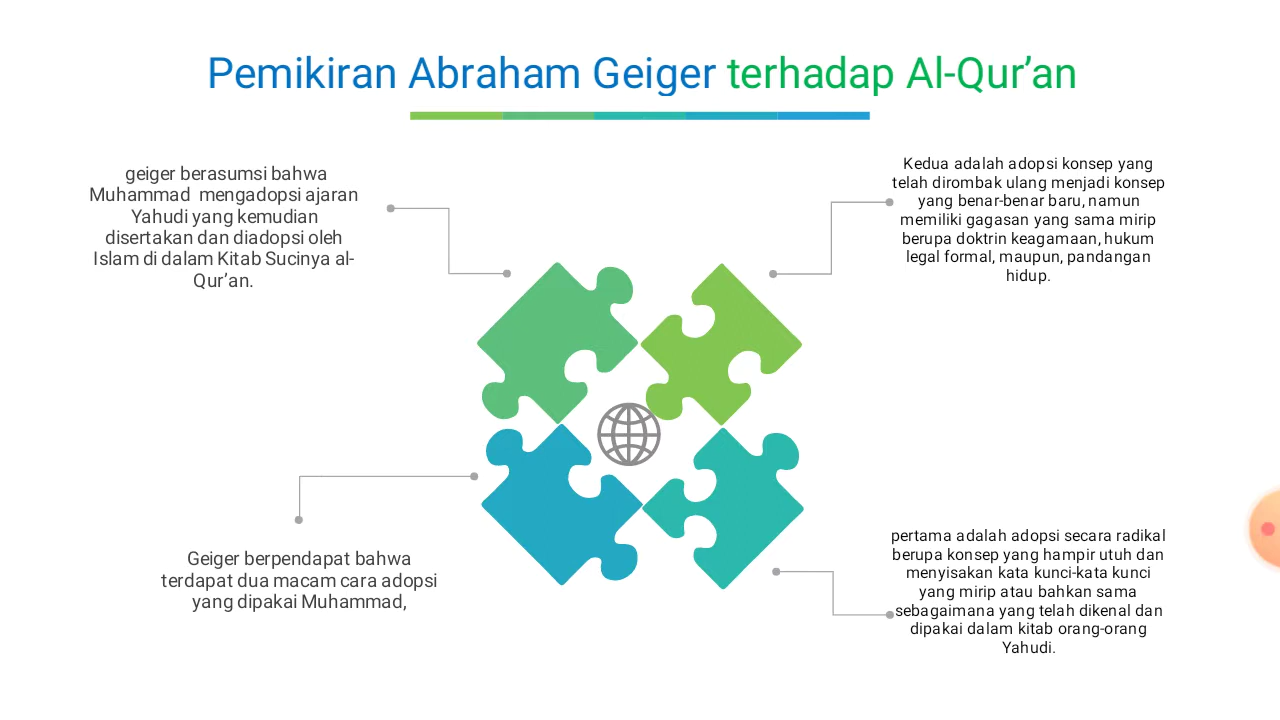 Pemikiran Abraham Geiger terhadap Al-Qur’an
geiger berasumsi bahwa
Muhammad  mengadopsi ajaran
Yahudi yang kemudian
disertakan dan diadopsi oleh
Islam di dalam Kitab Sucinya al-
Qur’an.
Geiger berpendapat bahwa
terdapat dua macam cara adopsi
yang dipakai Muhammad,
pertama adalah adopsi secara radikal
berupa konsep yang hampir utuh dan
menyisakan kata kunci-kata kunci
yang mirip atau bahkan sama
sebagaimana yang telah dikenal dan
dipakai dalam kitab orang-orang
Yahudi.
Kedua adalah adopsi konsep yang
telah dirombak ulang menjadi konsep
yang benar-benar baru, namun
memiliki gagasan yang sama mirip
berupa doktrin keagamaan, hukum
legal formal, maupun, pandangan
hidup.